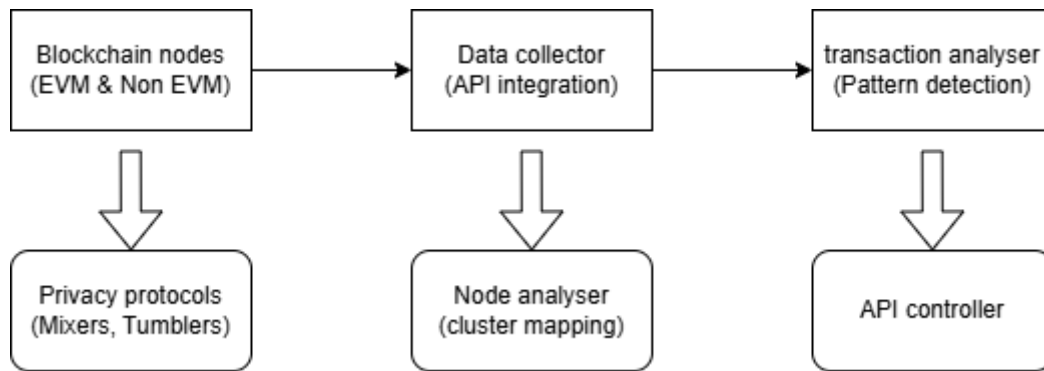 Blockchain nodes
(EVM & Non EVM)
Data collector
(API integration)
transaction analyser
(Pattern detection)
Privacy protocols
(Mixers, Tumblers)
Node analyser
(cluster mapping)
API controller